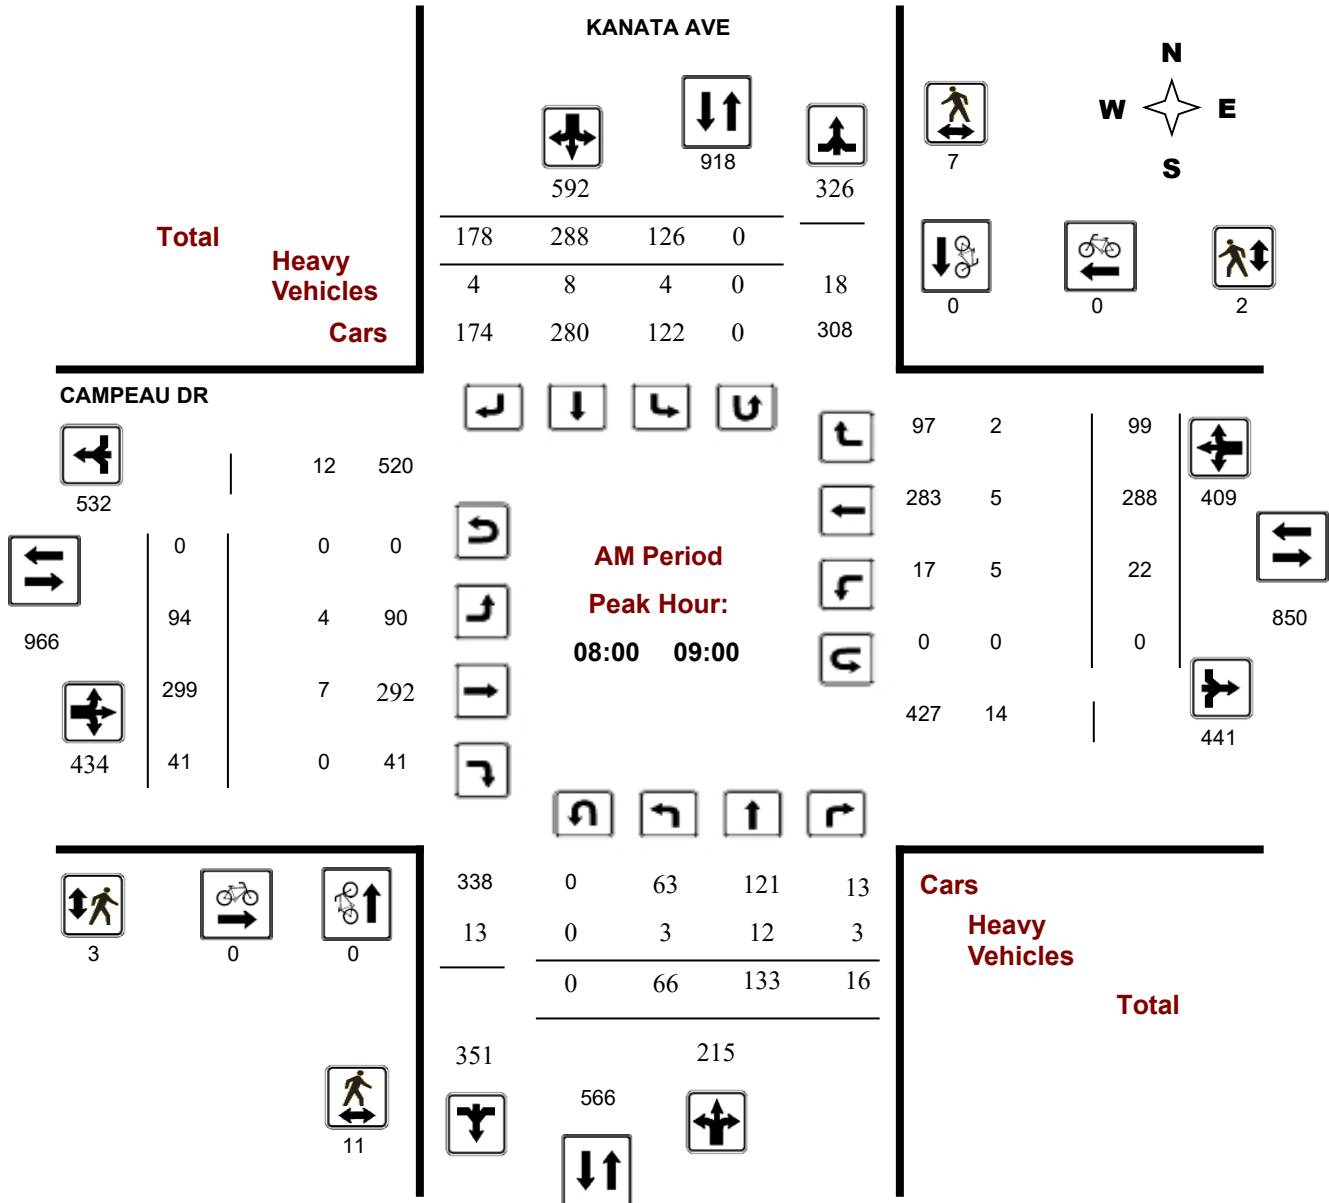 KANATA AVE
N
W E
S
592
918
326
7
Total
178 288 126 0
Heavy
Vehicles
4 8 4 0 18
Cars
174 280 122 0 308
0 0 2
CAMPEAU DR
532
12 520
97 2 99
283 5 288 409
0 0 0
AM Period
17 5 22
94 4 90
Peak Hour:
850
966
08:00 09:00
0 0 0
299 7 292
427 14
441
434 41 0 41
338 0 63 121 13
Cars
13 0 3 12 3
Heavy
Vehicles
3 0 0
0 66 133 16
Total
351 215
566
11